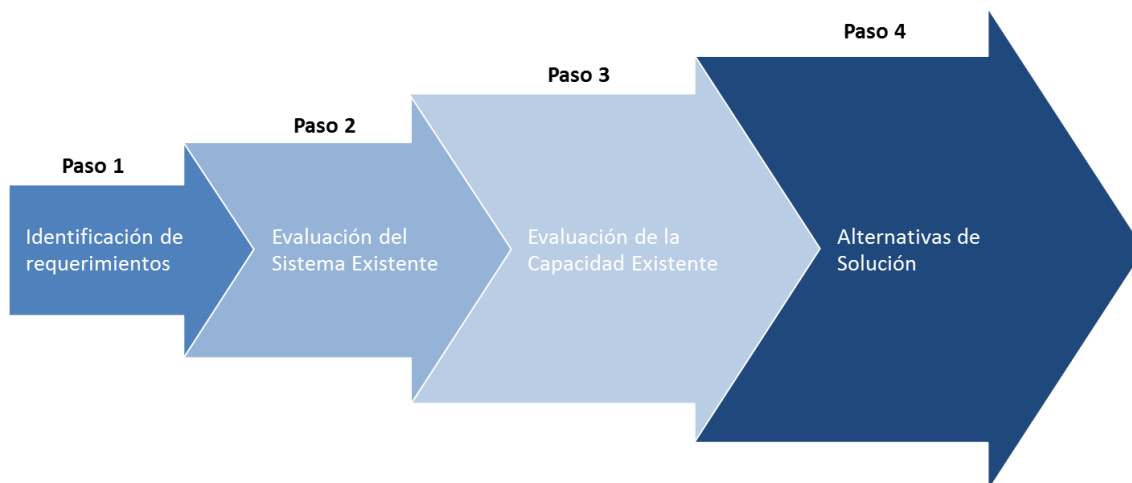 Paso 1
Identificación de
requerimientos
Paso 2
Evaluación del
Sistema Existente
Paso 3
Evaluación de la
Capacidad Existente
Paso 4
Alternativas de
Solución